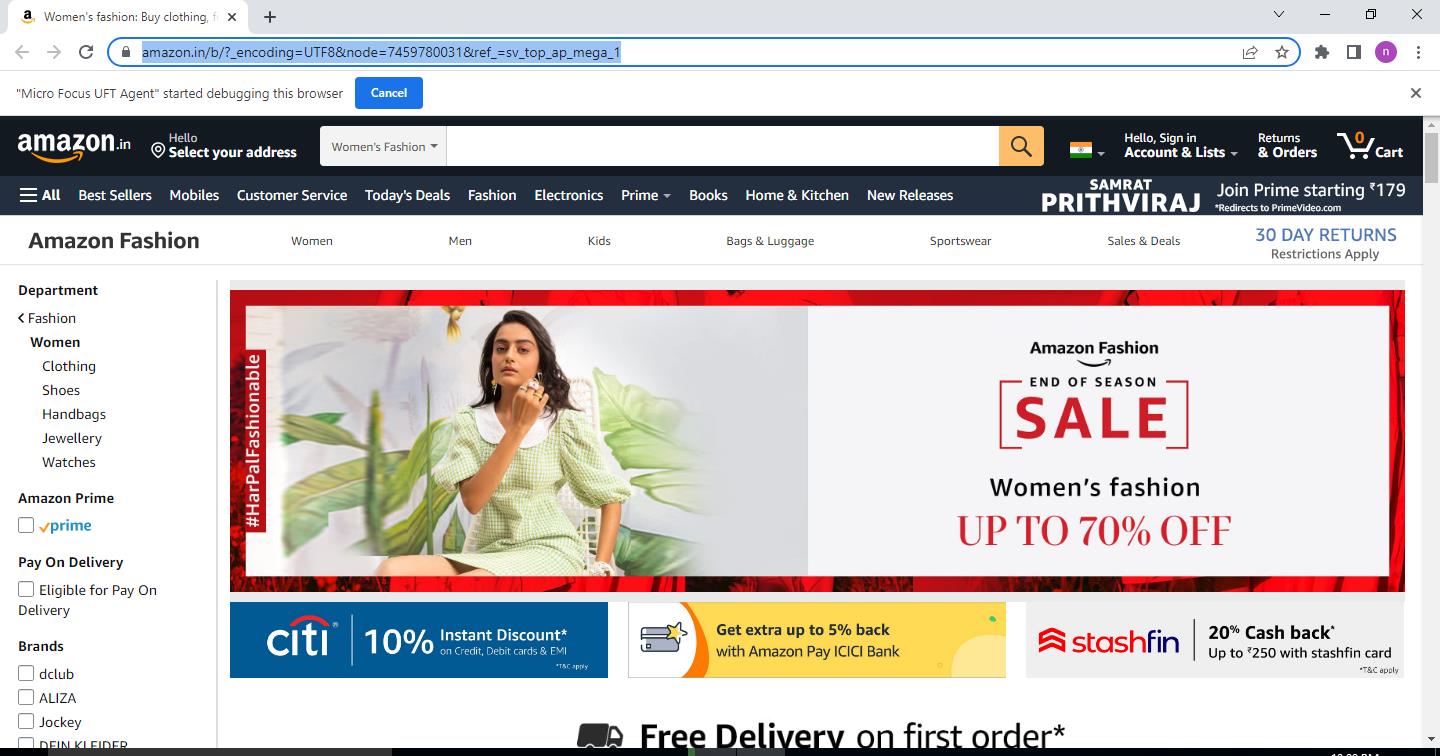 Women's fashion: Buy clothing, f
amazon.in/b/?_encoding=UTF8&node=7459780031&ref_=sv_top_ap_mega_1
n
"Micro Focus UFT Agent" started debugging this browser
Cancel
amazon.in
Hello
Select your address
Women's Fashion
Hello, Sign in
Account & Lists
Returns
& Orders
0
Cart
All
Best Sellers
Mobiles
Customer Service
Today's Deals
Fashion
Electronics
Prime
Books
Home & Kitchen
New Releases
SAMRAT
PRITHVIRAJ
Join Prime starting ₹179
*Redirects to PrimeVideo.com
Amazon Fashion
Women
Men
Kids
Bags & Luggage
Sportswear
Sales & Deals
30 DAY RETURNS
Restrictions Apply
Department
Fashion
Women
Clothing
Shoes
Handbags
Jewellery
Watches
Amazon Prime
prime
Pay On Delivery
Eligible for Pay On
Delivery
Brands
dclub
ALIZA
Jockey
DEIN KLEIDER
#HarPalFashionable
Amazon Fashion
END OF SEASON
SALE
Women's fashion
UP TO 70% OFF
citi®
10% Instant Discount*
on Credit, Debit cards & EMI
*T&C apply
Get extra up to 5% back
with Amazon Pay ICICI Bank
stashfin
20% Cash back*
Up to ₹250 with stashfin card
*T&C apply
Free Delivery on first order*